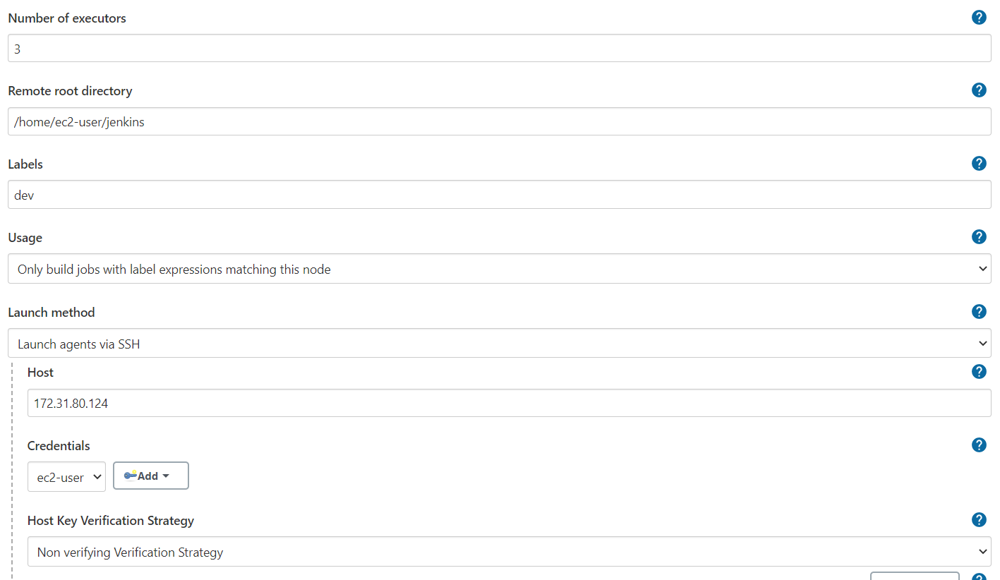 Number of executors
?
3
Remote root directory
?
/home/ec2-user/jenkins
Labels
?
dev
Usage
?
Only build jobs with label expressions matching this node
Launch method
?
Launch agents via SSH
Host
?
172.31.80.124
Credentials
?
ec2-user
Add
Host Key Verification Strategy
?
Non verifying Verification Strategy
?